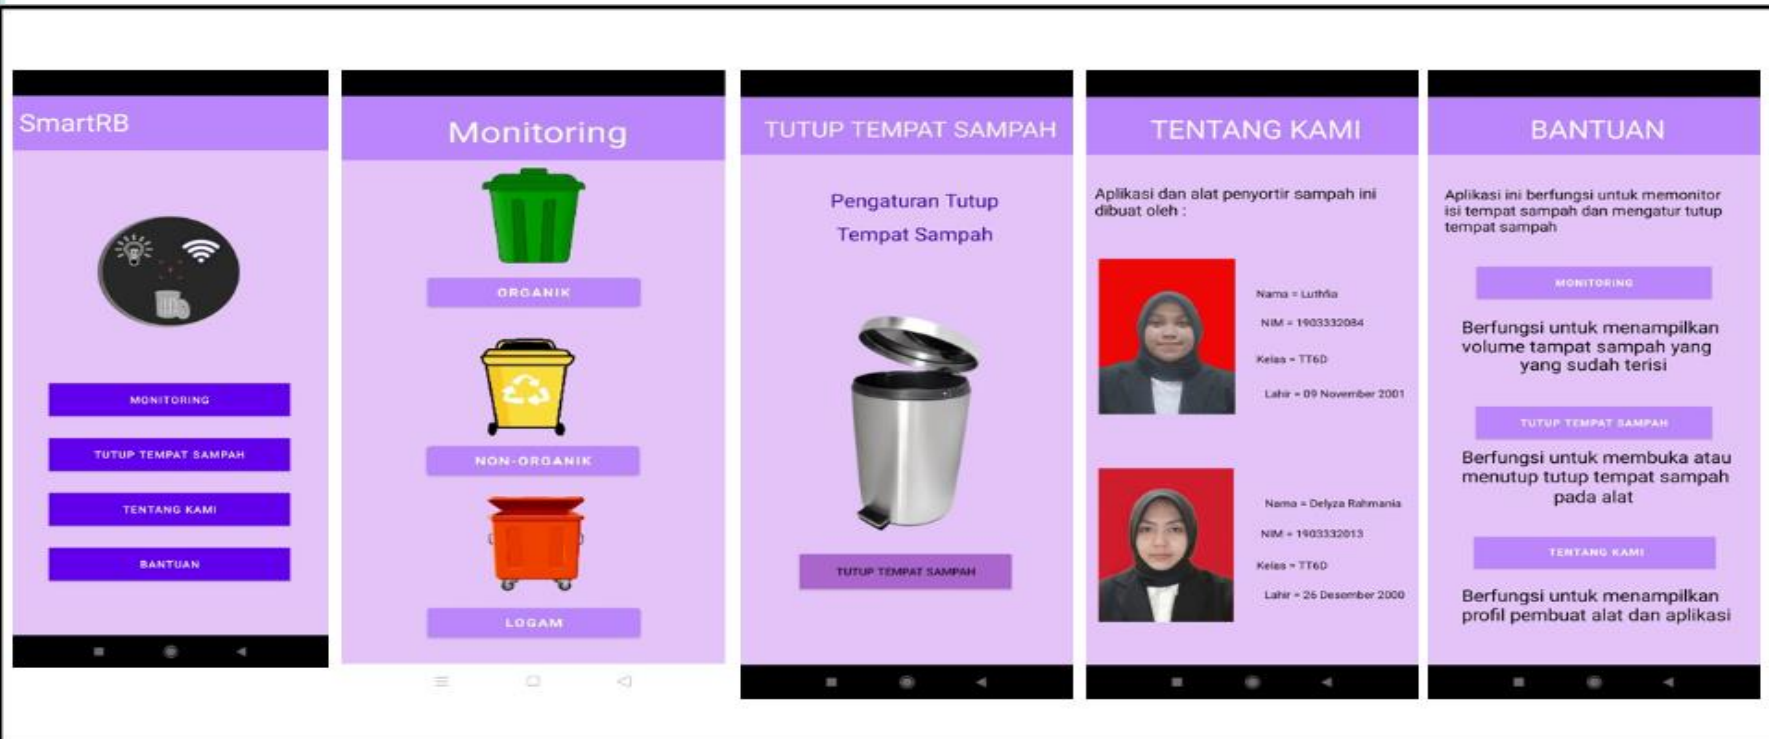 SmartRB
MONITORING
TUTUP TEMPAT SAMPAH
TENTANG KAMI
BANTUAN
Monitoring
ORGANIK
NON-ORGANIK
LOGAM
TUTUP TEMPAT SAMPAH
Pengaturan Tutup
Tempat Sampah
TUTUP TEMPAT SAMPAH
TENTANG KAMI
Aplikasi dan alat penyortir sampah ini
dibuat oleh :
Nama = Luthfia
NIM = 1903332084
Kelas = TT6D
Lahir = 09 November 2001
Nama = Delyza Rahmania
NIM = 1903332013
Kelas = TT6D
Lahir = 26 Desember 2000
BANTUAN
Aplikasi ini berfungsi untuk memonitor
isi tempat sampah dan mengatur tutup
tempat sampah
MONITORING
Berfungsi untuk menampilkan
volume tampat sampah yang
yang sudah terisi
TUTUP TEMPAT SAMPAH
Berfungsi untuk membuka atau
menutup tutup tempat sampah
pada alat
TENTANG KAMI
Berfungsi untuk menampilkan
profil pembuat alat dan aplikasi